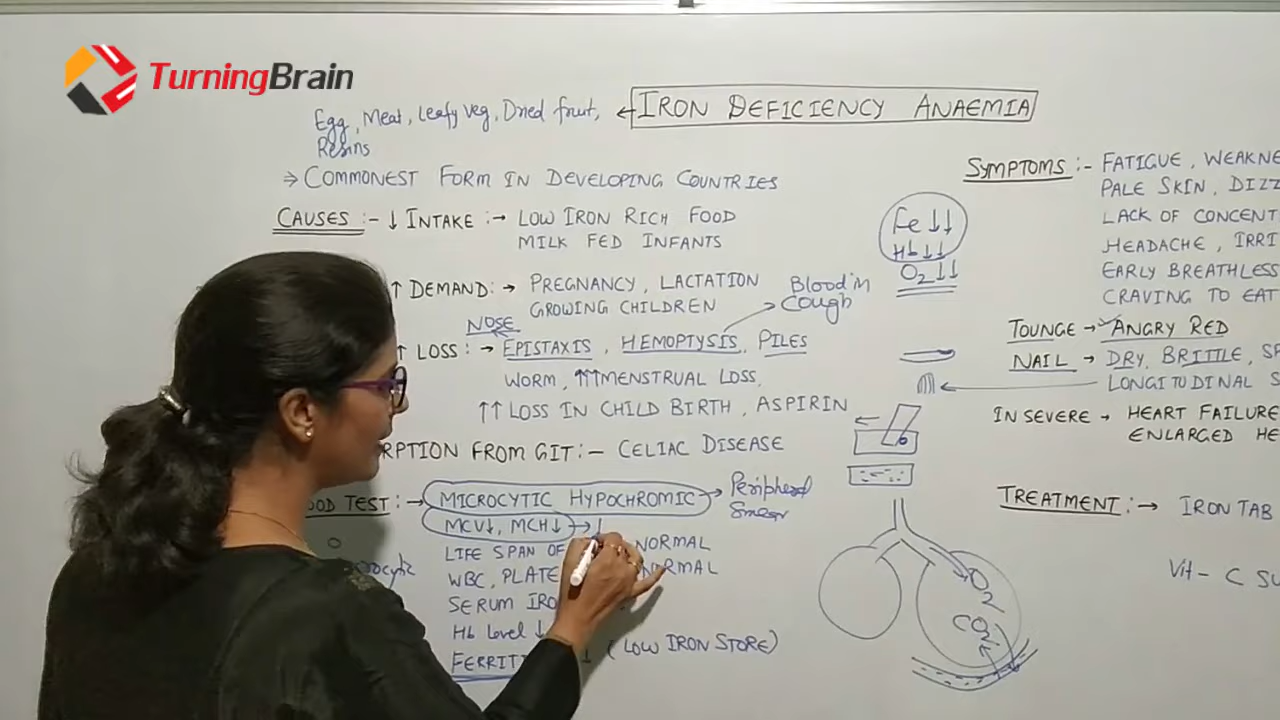 TurningBrain
IRON DEFICIENCY ANAEMIA
Egg, Meat, Leafy veg, Dried fruit,
Resins
⇒ COMMONEST FORM IN DEVELOPING COUNTRIES
CAUSES :- ↓ INTAKE :→ LOW IRON RICH FOOD
MILK FED INFANTS
↑ DEMAND :→ PREGNANCY, LACTATION
GROWING CHILDREN
Blood in
Cough
NOSE
↑ LOSS :→ EPISTAXIS, HEMOPTYSIS, PILES
WORM, ↑↑MENSTRUAL LOSS,
↑↑ LOSS IN CHILD BIRTH, ASPIRIN
RPTION FROM GIT :- CELIAC DISEASE
OOD TEST :→ MICROCYTIC HYPOCHROMIC → Peripheral
Smear
MCV↓, MCH↓ →
LIFE SPAN OF NORMAL
WBC, PLATE NORMAL
SERUM IRO
Hb Level ↓
FERRITI ↓ (LOW IRON STORE)
Fe ↓↓
Hb ↓↓
O2 ↓↓
O2
CO2
SYMPTOMS :- FATIGUE, WEAKNE
PALE SKIN, DIZZ
LACK OF CONCENT
HEADACHE, IRRI
EARLY BREATHLESS
CRAVING TO EAT
TOUNGE → ANGRY RED
NAIL → DRY, BRITTLE, SP
LONGITUDINAL S
IN SEVERE → HEART FAILURE
ENLARGED HE
TREATMENT :→ IRON TAB
Vit - C SU